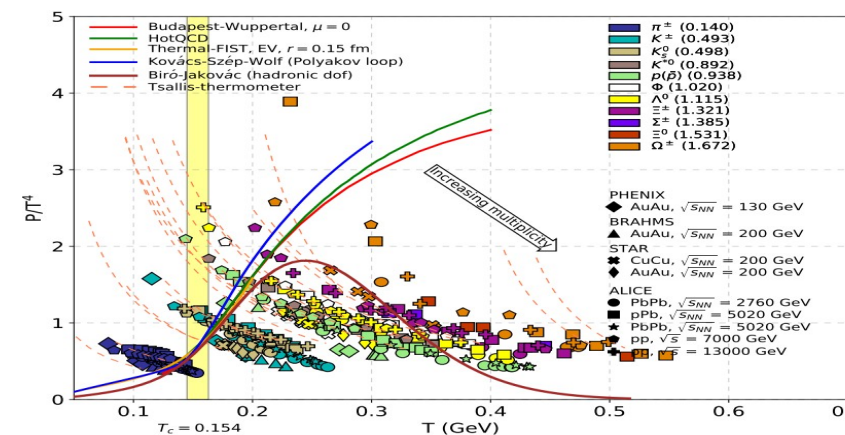 5
4
3
2
1
0
P/T⁴
Budapest-Wuppertal, μ = 0
HotQCD
Thermal-FIST, EV, r = 0.15 fm
Kovács-Szép-Wolf (Polyakov loop)
Biró-Jakovác (hadronic dof)
Tsallis-thermometer
Increasing multiplicity
π± (0.140)
K± (0.493)
K⁰ₛ (0.498)
K*⁰ (0.892)
p(p̄) (0.938)
Φ (1.020)
Λ⁰ (1.115)
Ξ± (1.321)
Σ± (1.385)
Ξ⁰ (1.531)
Ω± (1.672)
PHENIX
AuAu, √sNN = 130 GeV
BRAHMS
AuAu, √sNN = 200 GeV
STAR
CuCu, √sNN = 200 GeV
AuAu, √sNN = 200 GeV
ALICE
PbPb, √sNN = 2760 GeV
pPb, √sNN = 5020 GeV
PbPb, √sNN = 5020 GeV
pp, √s = 7000 GeV
pp, √s = 13000 GeV
0.1 0.2 0.3 0.4 0.5 0.6
Tc = 0.154
T (GeV)